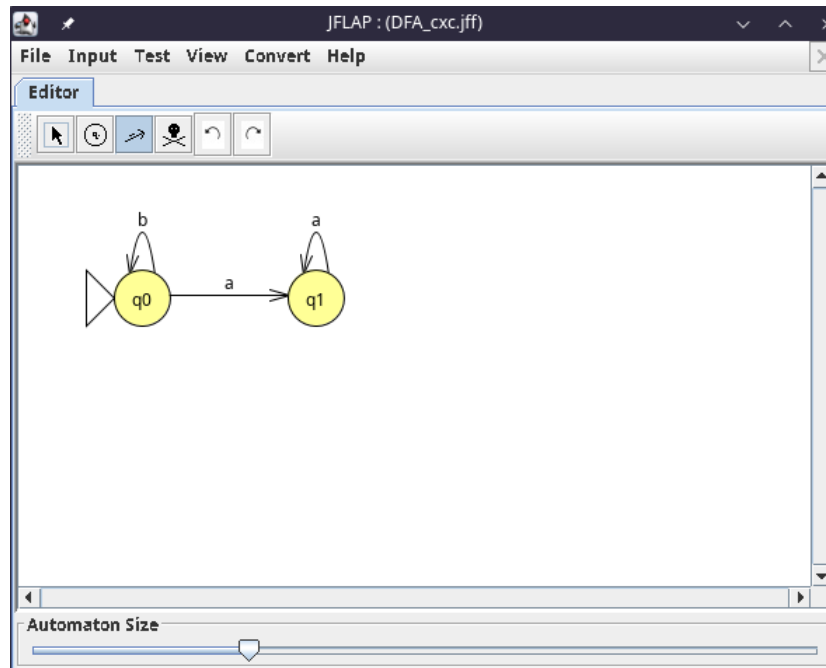 JFLAP : (DFA_cxc.jff)
File Input Test View Convert Help
Editor
b a
a
q0 q1
Automaton Size